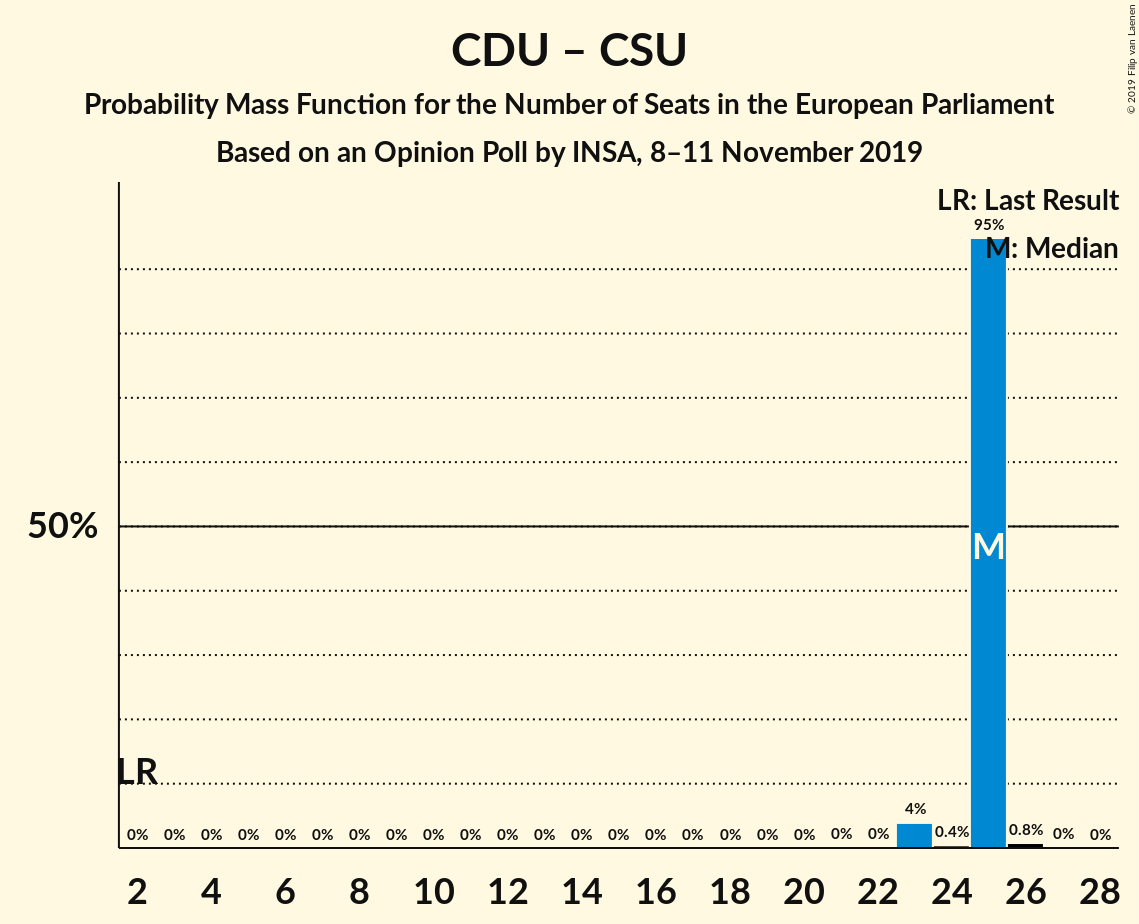 CDU – CSU
Probability Mass Function for the Number of Seats in the European Parliament
Based on an Opinion Poll by INSA, 8–11 November 2019
© 2019 Filip van Laenen
LR: Last Result
95%
M: Median
50%
M
LR
4%
0% 0% 0% 0% 0% 0% 0% 0% 0% 0% 0% 0% 0% 0% 0% 0% 0% 0% 0% 0% 0% 0.4% 0.8% 0% 0%
2 4 6 8 10 12 14 16 18 20 22 24 26 28